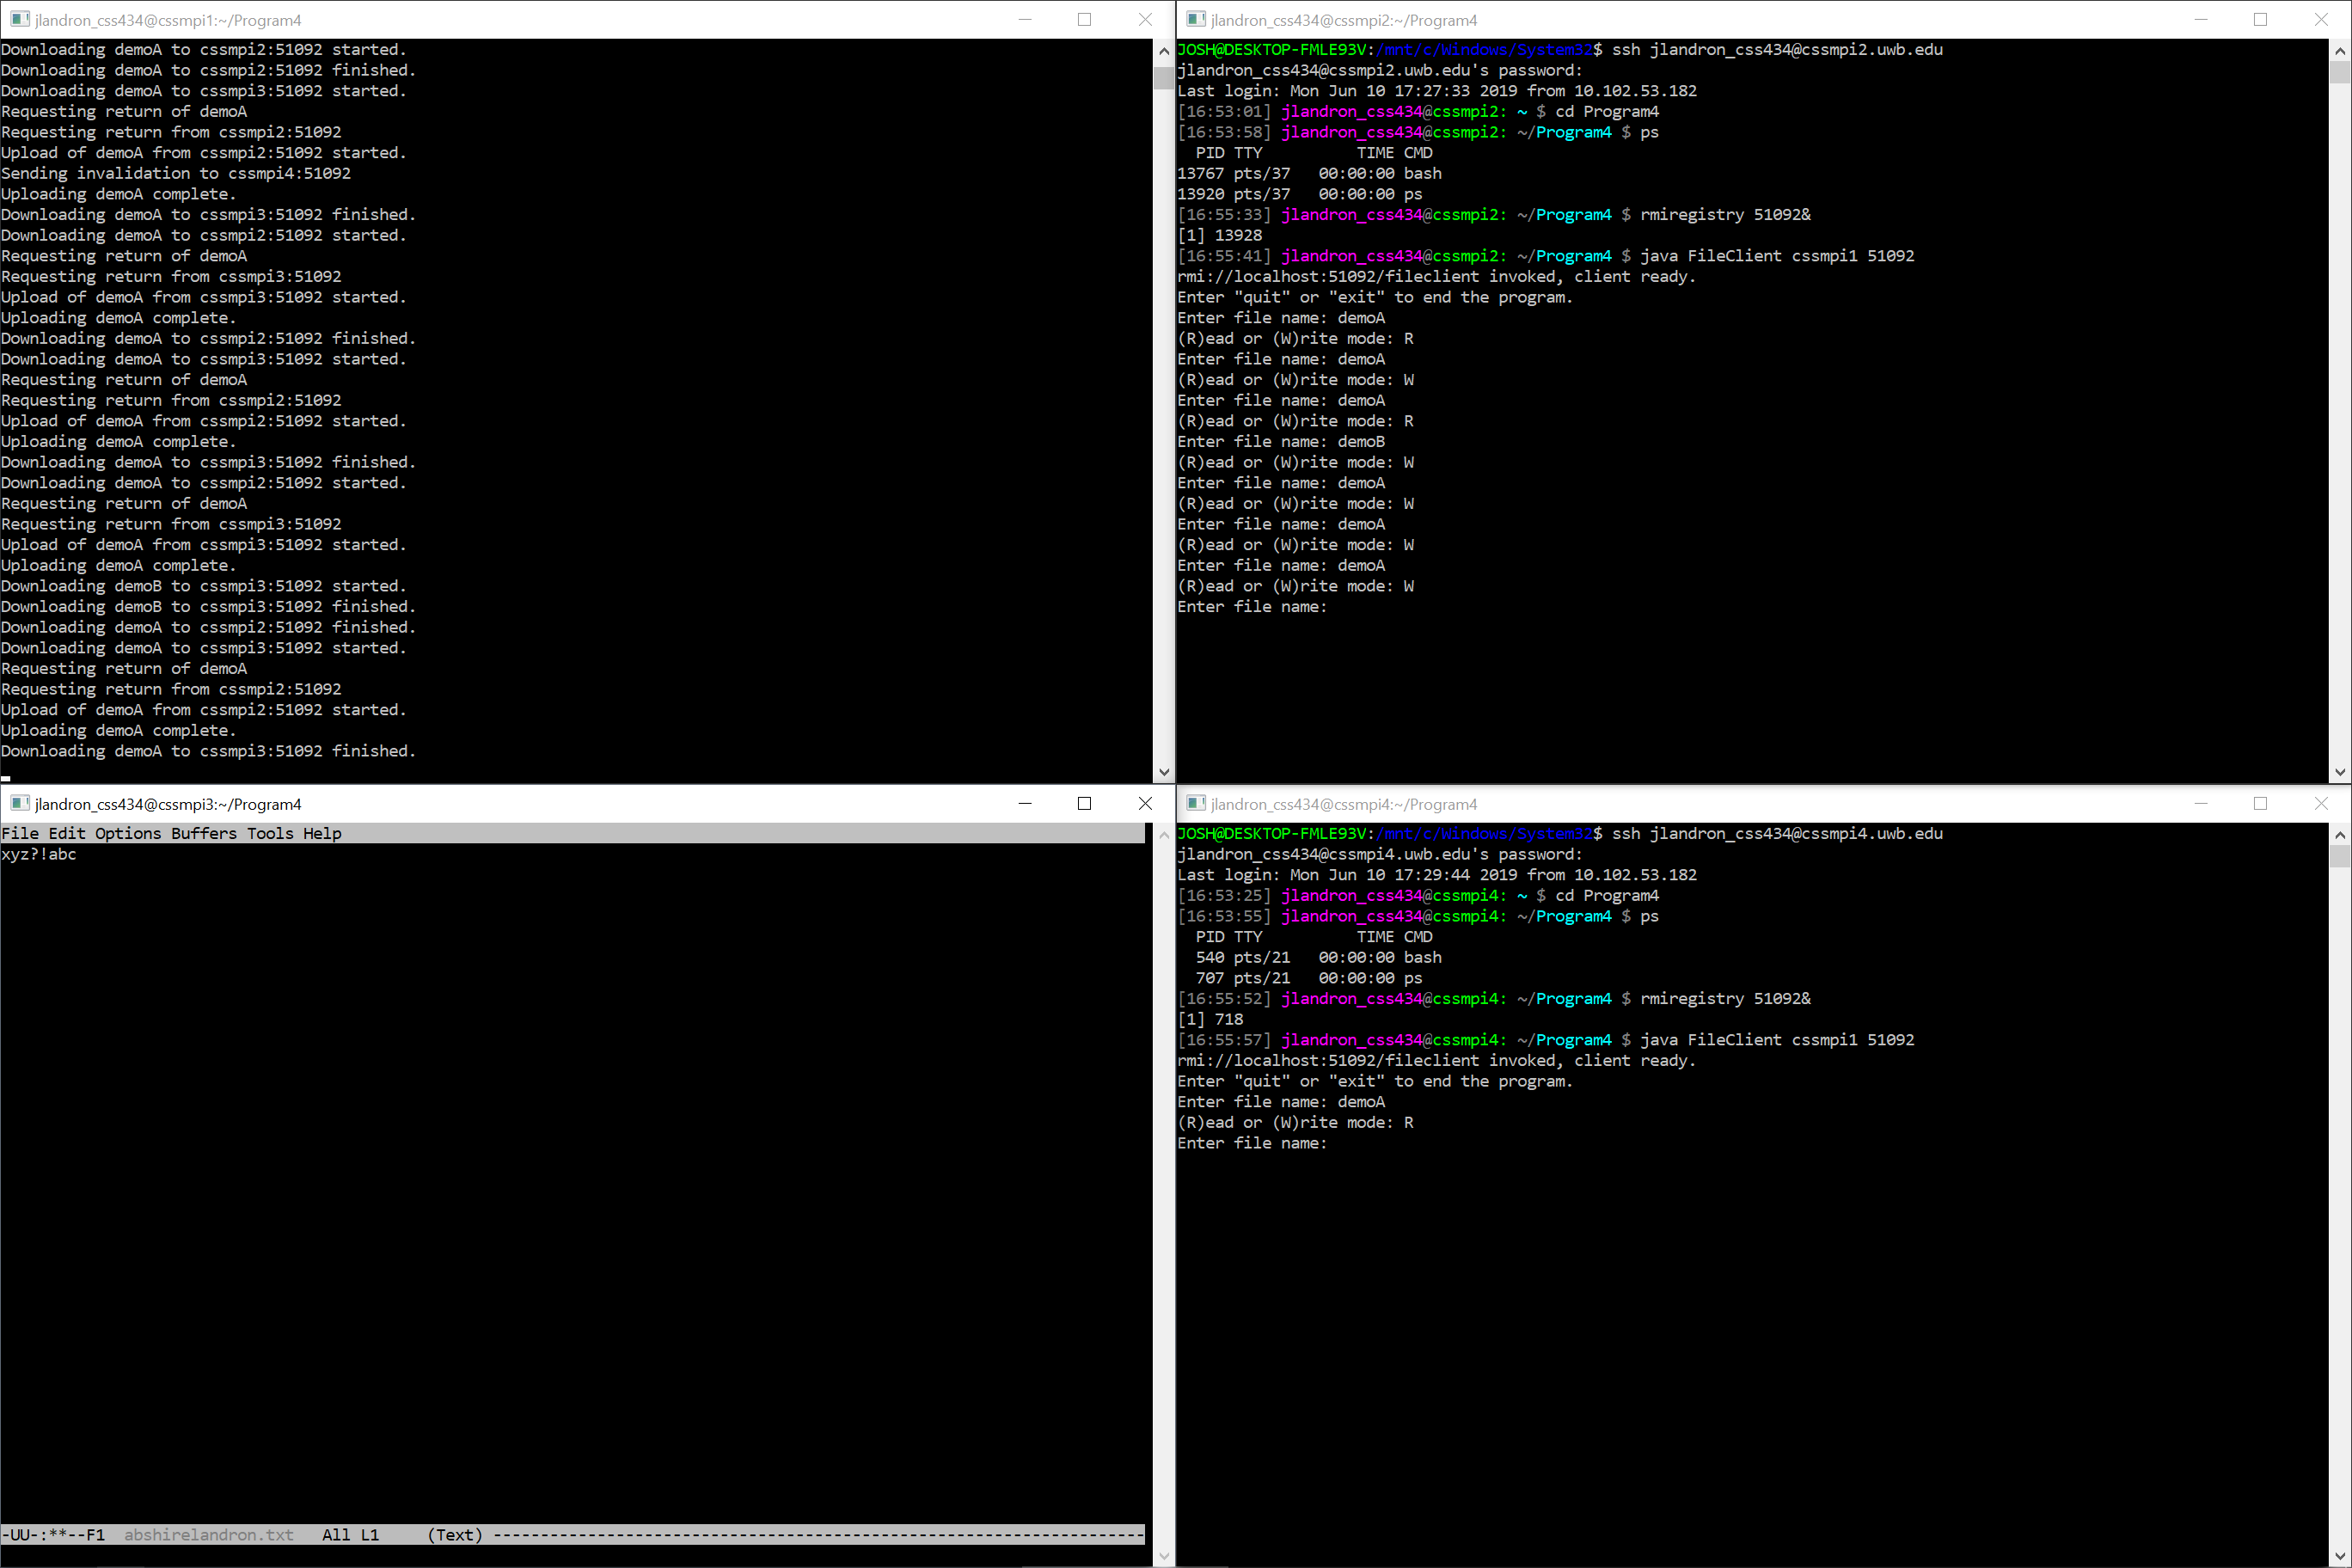 jlandron_css434@cssmpi1:~/Program4
Downloading demoA to cssmpi2:51092 started.
Downloading demoA to cssmpi2:51092 finished.
Downloading demoA to cssmpi3:51092 started.
Requesting return of demoA
Requesting return from cssmpi2:51092
Upload of demoA from cssmpi2:51092 started.
Sending invalidation to cssmpi4:51092
Uploading demoA complete.
Downloading demoA to cssmpi3:51092 finished.
Downloading demoA to cssmpi2:51092 started.
Requesting return of demoA
Requesting return from cssmpi3:51092
Upload of demoA from cssmpi3:51092 started.
Uploading demoA complete.
Downloading demoA to cssmpi2:51092 finished.
Downloading demoA to cssmpi3:51092 started.
Requesting return of demoA
Requesting return from cssmpi2:51092
Upload of demoA from cssmpi2:51092 started.
Uploading demoA complete.
Downloading demoA to cssmpi3:51092 finished.
Downloading demoA to cssmpi2:51092 started.
Requesting return of demoA
Requesting return from cssmpi3:51092
Upload of demoA from cssmpi3:51092 started.
Uploading demoA complete.
Downloading demoB to cssmpi3:51092 started.
Downloading demoB to cssmpi3:51092 finished.
Downloading demoA to cssmpi2:51092 finished.
Downloading demoA to cssmpi3:51092 started.
Requesting return of demoA
Requesting return from cssmpi2:51092
Upload of demoA from cssmpi2:51092 started.
Uploading demoA complete.
Downloading demoA to cssmpi3:51092 finished.
jlandron_css434@cssmpi2:~/Program4
JOSH@DESKTOP-FMLE93V:/mnt/c/Windows/System32$ ssh jlandron_css434@cssmpi2.uwb.edu
jlandron_css434@cssmpi2.uwb.edu's password:
Last login: Mon Jun 10 17:27:33 2019 from 10.102.53.182
[16:53:01] jlandron_css434@cssmpi2: ~ $ cd Program4
[16:53:58] jlandron_css434@cssmpi2: ~/Program4 $ ps
  PID TTY          TIME CMD
13767 pts/37   00:00:00 bash
13920 pts/37   00:00:00 ps
[16:55:33] jlandron_css434@cssmpi2: ~/Program4 $ rmiregistry 51092&
[1] 13928
[16:55:41] jlandron_css434@cssmpi2: ~/Program4 $ java FileClient cssmpi1 51092
rmi://localhost:51092/fileclient invoked, client ready.
Enter "quit" or "exit" to end the program.
Enter file name: demoA
(R)ead or (W)rite mode: R
Enter file name: demoA
(R)ead or (W)rite mode: W
Enter file name: demoA
(R)ead or (W)rite mode: R
Enter file name: demoB
(R)ead or (W)rite mode: W
Enter file name: demoA
(R)ead or (W)rite mode: W
Enter file name: demoA
(R)ead or (W)rite mode: W
Enter file name: demoA
(R)ead or (W)rite mode: W
Enter file name:
jlandron_css434@cssmpi3:~/Program4
File Edit Options Buffers Tools Help
xyz?!abc
-UU-:**--F1  abshirelandron.txt   All L1     (Text) ---------------------------------------------------------------------
jlandron_css434@cssmpi4:~/Program4
JOSH@DESKTOP-FMLE93V:/mnt/c/Windows/System32$ ssh jlandron_css434@cssmpi4.uwb.edu
jlandron_css434@cssmpi4.uwb.edu's password:
Last login: Mon Jun 10 17:29:44 2019 from 10.102.53.182
[16:53:25] jlandron_css434@cssmpi4: ~ $ cd Program4
[16:53:55] jlandron_css434@cssmpi4: ~/Program4 $ ps
  PID TTY          TIME CMD
  540 pts/21   00:00:00 bash
  707 pts/21   00:00:00 ps
[16:55:52] jlandron_css434@cssmpi4: ~/Program4 $ rmiregistry 51092&
[1] 718
[16:55:57] jlandron_css434@cssmpi4: ~/Program4 $ java FileClient cssmpi1 51092
rmi://localhost:51092/fileclient invoked, client ready.
Enter "quit" or "exit" to end the program.
Enter file name: demoA
(R)ead or (W)rite mode: R
Enter file name: